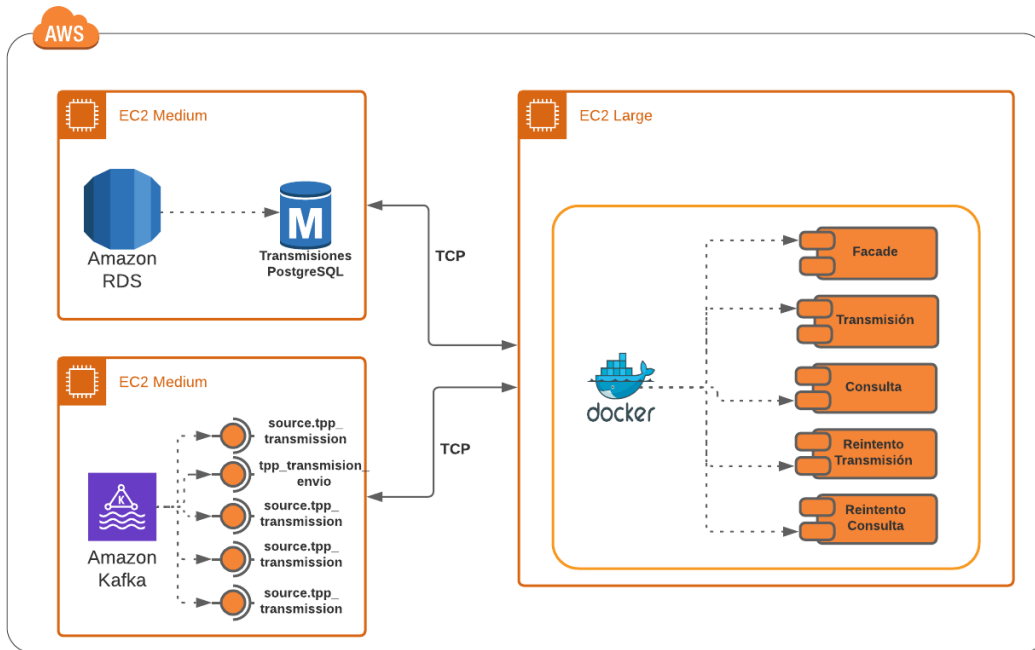 AWS
EC2 Medium
Amazon
RDS
M
Transmisiones
PostgreSQL
TCP
EC2 Medium
source.tpp_
transmission
tpp_transmision_
envio
source.tpp_
transmission
source.tpp_
transmission
source.tpp_
transmission
K
Amazon
Kafka
TCP
EC2 Large
docker
Facade
Transmisión
Consulta
Reintento
Transmisión
Reintento
Consulta